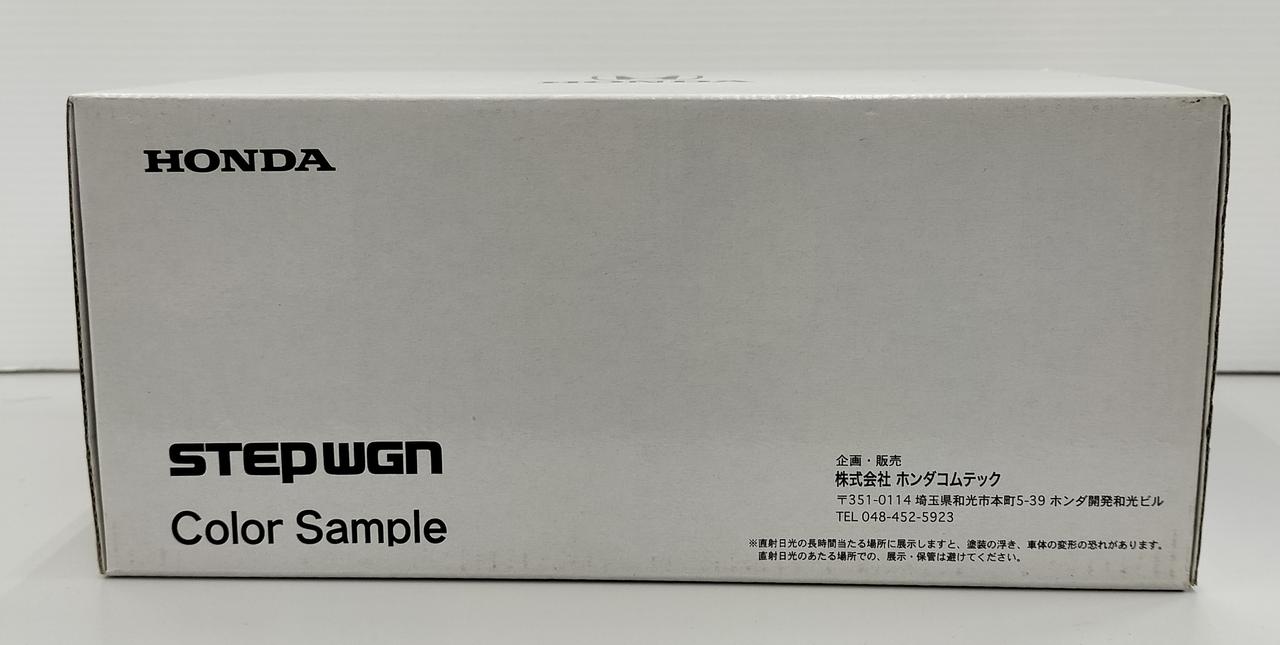 HONDA
HONDA
STEPWGN
Color Sample
企画・販売
株式会社 ホンダコムテック
〒351-0114 埼玉県和光市本町5-39 ホンダ開発和光ビル
TEL 048-452-5923
※直射日光の長時間当たる場所に展示しますと、塗装の浮き、車体の変形の恐れがあります。
直射日光のあたる場所での、展示・保管は避けてください。